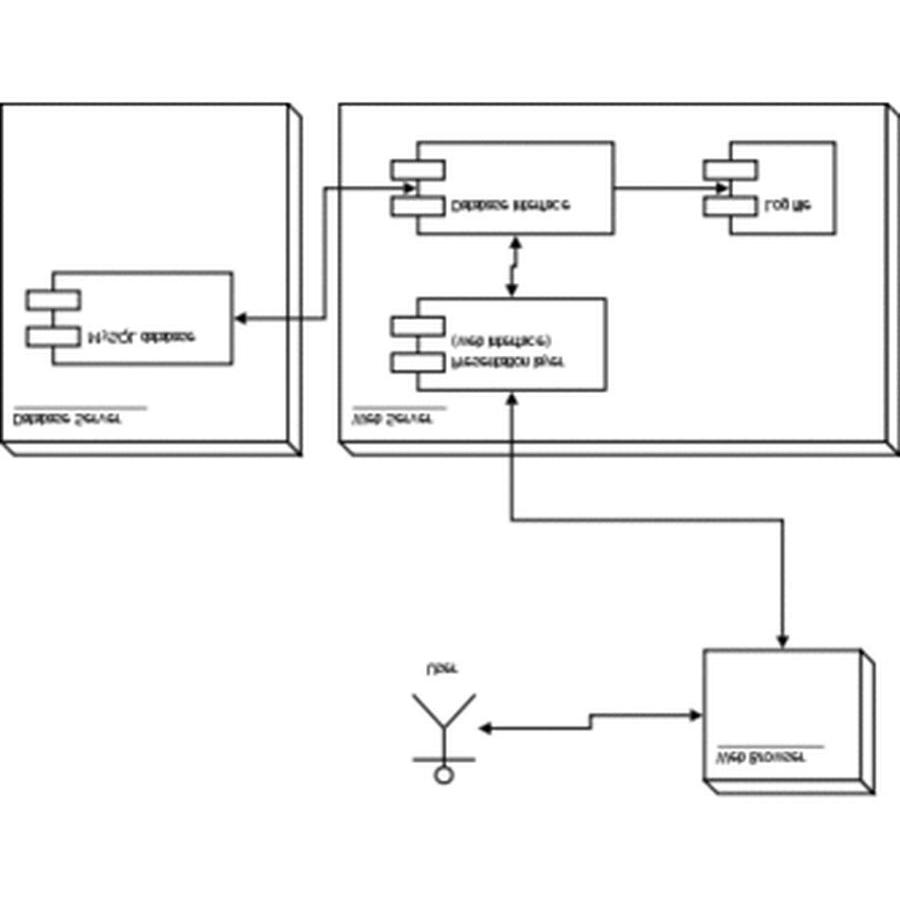 User
Web Browser
Database Server
MySQL database
Web Server
Presentation layer
(web interface)
Database interface
Log file